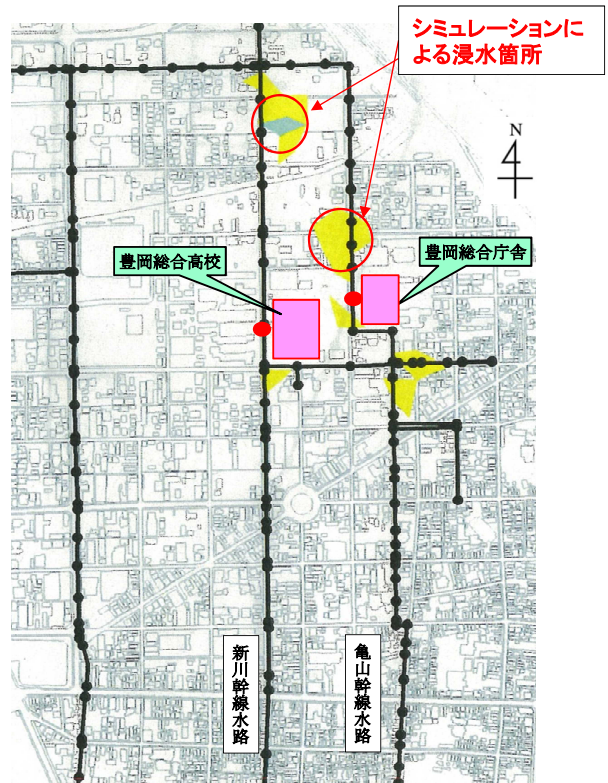 シミュレーションに
よる浸水箇所
N
豊岡総合高校
豊岡総合庁舎
新川幹線水路
亀山幹線水路